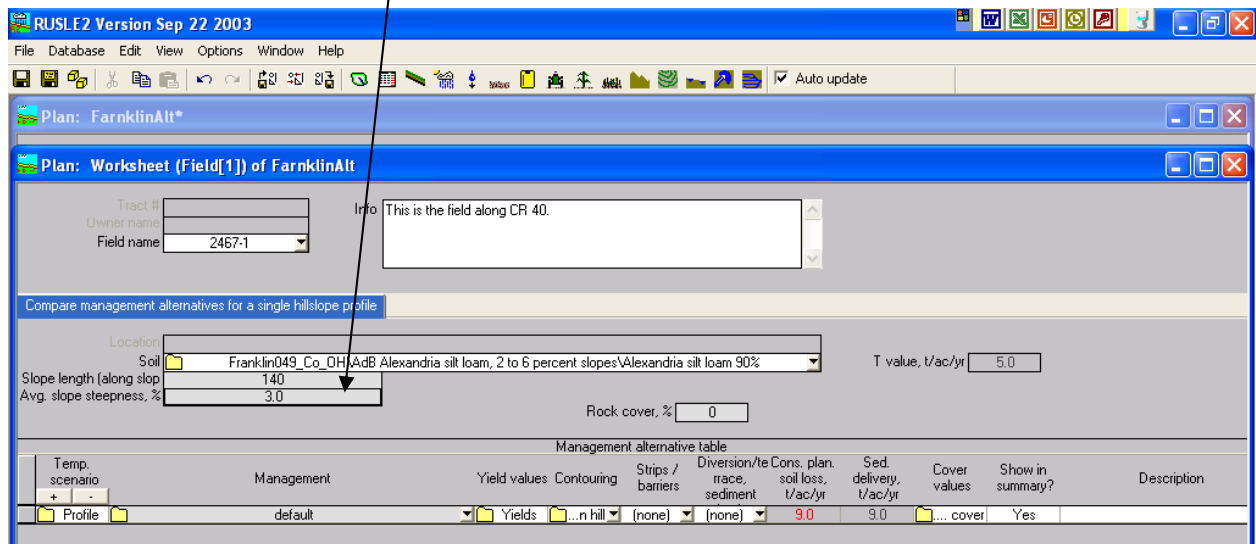 RUSLE2 Version Sep 22 2003
File Database Edit View Options Window Help
Auto update
Plan: FarnklinAlt*
Plan: Worksheet (Field[1]) of FarnklinAlt
Tract #
Owner name
Field name 2467-1
Info This is the field along CR 40.
Compare management alternatives for a single hillslope profile
Location
Soil Franklin049_Co_OH\AdB Alexandria silt loam, 2 to 6 percent slopes\Alexandria silt loam 90%
T value, t/ac/yr 5.0
Slope length (along slop 140
Avg. slope steepness, % 3.0
Rock cover, % 0
Management alternative table
Temp. scenario
+ -
Management
Yield values
Contouring
Strips / barriers
Diversion/te rrace, sediment
Cons. plan. soil loss, t/ac/yr
Sed. delivery, t/ac/yr
Cover values
Show in summary?
Description
Profile default Yields ...n hill (none) (none) 9.0 9.0 .... cover Yes